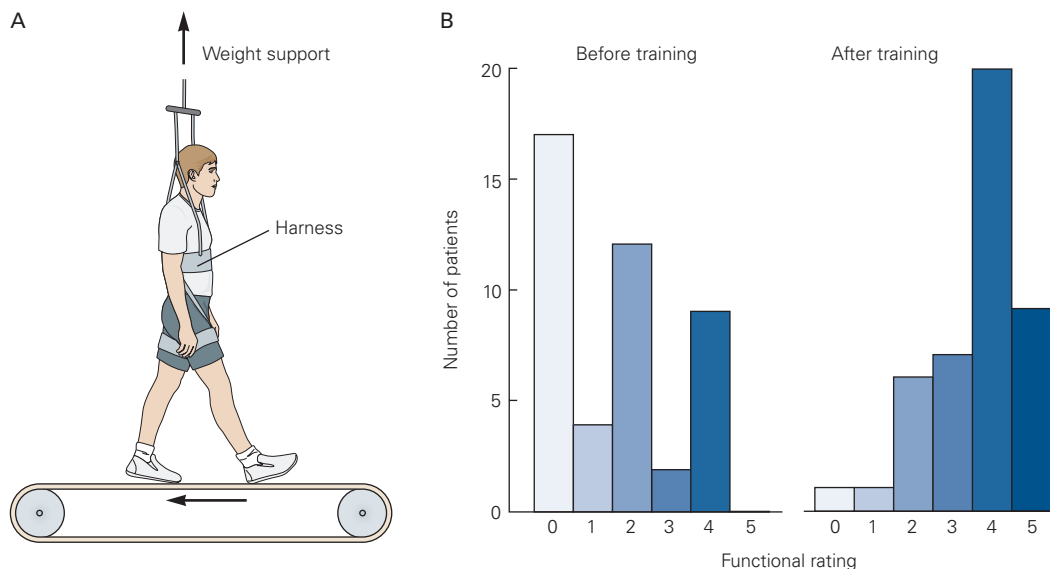 A
Weight support
Harness
B
Before training
After training
Number of patients
20
15
10
5
0
0 1 2 3 4 5
0 1 2 3 4 5
Functional rating